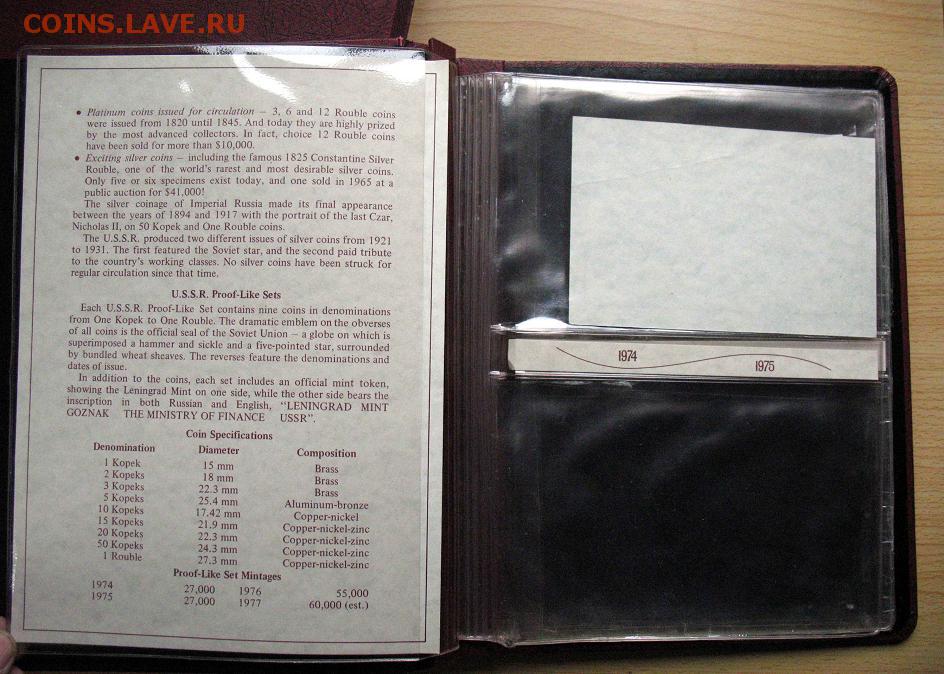 COINS.LAVE.RU
• Platinum coins issued for circulation – 3, 6 and 12 Rouble coins
were issued from 1820 until 1845. And today they are highly prized
by the most advanced collectors. In fact, choice 12 Rouble coins
have been sold for more than $10,000.
• Exciting silver coins – including the famous 1825 Constantine Silver
Rouble, one of the world's rarest and most desirable silver coins.
Only five or six specimens exist today, and one sold in 1965 at a
public auction for $41,000!
The silver coinage of Imperial Russia made its final appearance
between the years of 1894 and 1917 with the portrait of the last Czar,
Nicholas II, on 50 Kopek and One Rouble coins.
The U.S.S.R. produced two different issues of silver coins from 1921
to 1931. The first featured the Soviet star, and the second paid tribute
to the country's working classes. No silver coins have been struck for
regular circulation since that time.
U.S.S.R. Proof-Like Sets
Each U.S.S.R. Proof-Like Set contains nine coins in denominations
from One Kopek to One Rouble. The dramatic emblem on the obverses
of all coins is the official seal of the Soviet Union – a globe on which is
superimposed a hammer and sickle and a five-pointed star, surrounded
by bundled wheat sheaves. The reverses feature the denominations and
dates of issue.
In addition to the coins, each set includes an official mint token,
showing the Leningrad Mint on one side, while the other side bears the
inscription in both Russian and English, "LENINGRAD MINT
GOZNAK THE MINISTRY OF FINANCE USSR".
Coin Specifications
Denomination Diameter Composition
1 Kopek 15 mm Brass
2 Kopeks 18 mm Brass
3 Kopeks 22.3 mm Brass
5 Kopeks 25.4 mm Aluminum-bronze
10 Kopeks 17.42 mm Copper-nickel
15 Kopeks 21.9 mm Copper-nickel-zinc
20 Kopeks 22.3 mm Copper-nickel-zinc
50 Kopeks 24.3 mm Copper-nickel-zinc
1 Rouble 27.3 mm Copper-nickel-zinc
Proof-Like Set Mintages
1974 27,000 1976 55,000
1975 27,000 1977 60,000 (est.)
1974
1975